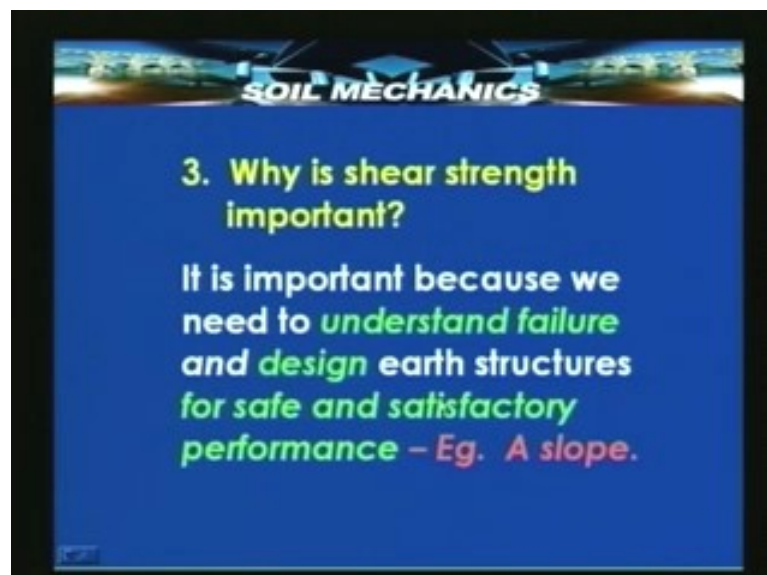 SOIL MECHANICS
3. Why is shear strength
important?
It is important because we
need to understand failure
and design earth structures
for safe and satisfactory
performance – Eg. A slope.